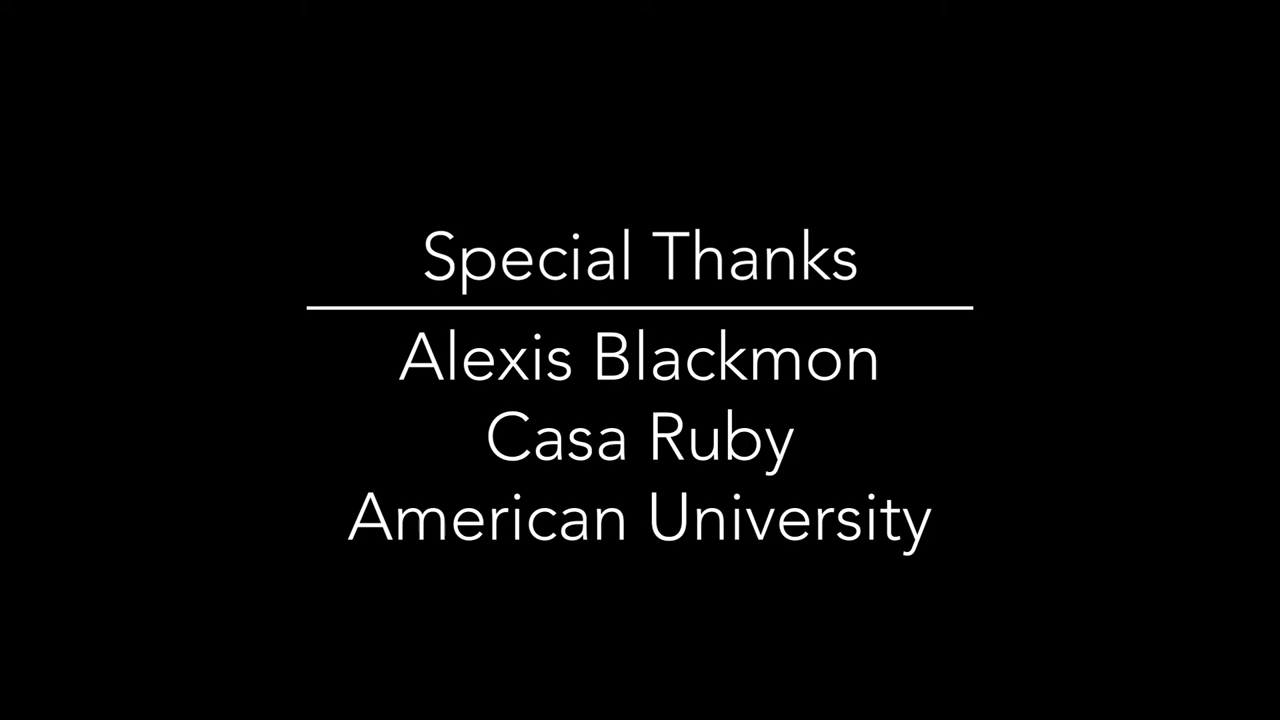 Special Thanks
Alexis Blackmon
Casa Ruby
American University